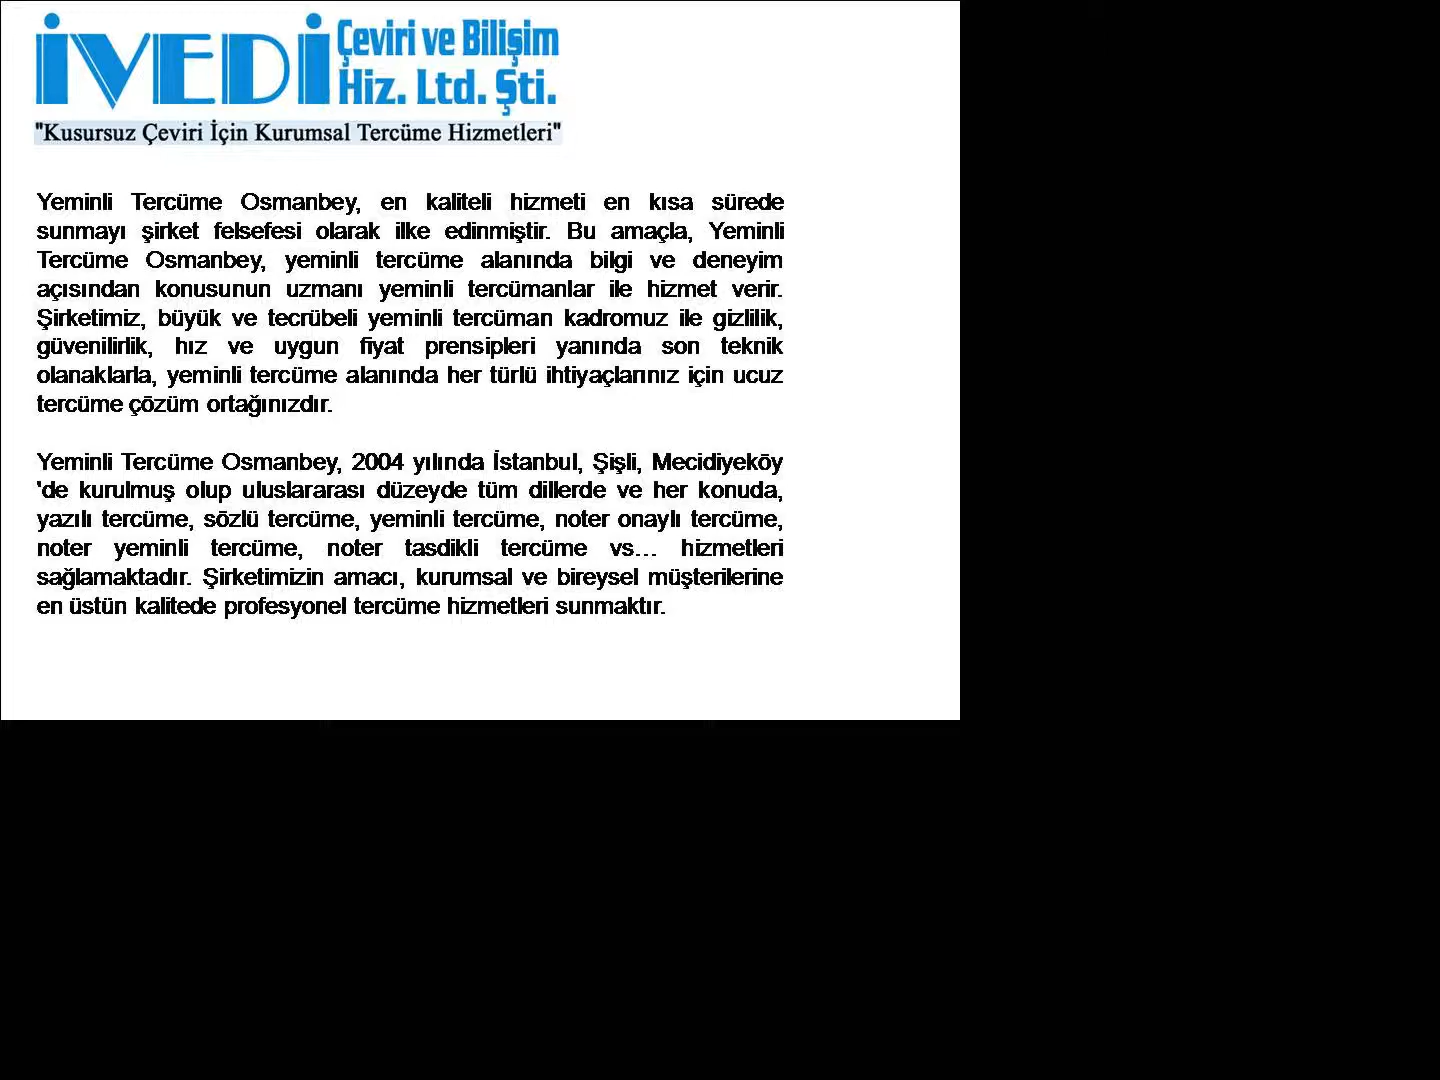 İVEDİ Çeviri ve Bilişim
Hiz. Ltd. Şti.
"Kusursuz Çeviri İçin Kurumsal Tercüme Hizmetleri"
Yeminli Tercüme Osmanbey, en kaliteli hizmeti en kısa sürede
sunmayı şirket felsefesi olarak ilke edinmiştir. Bu amaçla, Yeminli
Tercüme Osmanbey, yeminli tercüme alanında bilgi ve deneyim
açısından konusunun uzmanı yeminli tercümanlar ile hizmet verir.
Şirketimiz, büyük ve tecrübeli yeminli tercüman kadromuz ile gizlilik,
güvenilirlik, hız ve uygun fiyat prensipleri yanında son teknik
olanaklarla, yeminli tercüme alanında her türlü ihtiyaçlarınız için ucuz
tercüme çözüm ortağınızdır.
Yeminli Tercüme Osmanbey, 2004 yılında İstanbul, Şişli, Mecidiyeköy
'de kurulmuş olup uluslararası düzeyde tüm dillerde ve her konuda,
yazılı tercüme, sözlü tercüme, yeminli tercüme, noter onaylı tercüme,
noter yeminli tercüme, noter tasdikli tercüme vs... hizmetleri
sağlamaktadır. Şirketimizin amacı, kurumsal ve bireysel müşterilerine
en üstün kalitede profesyonel tercüme hizmetleri sunmaktır.